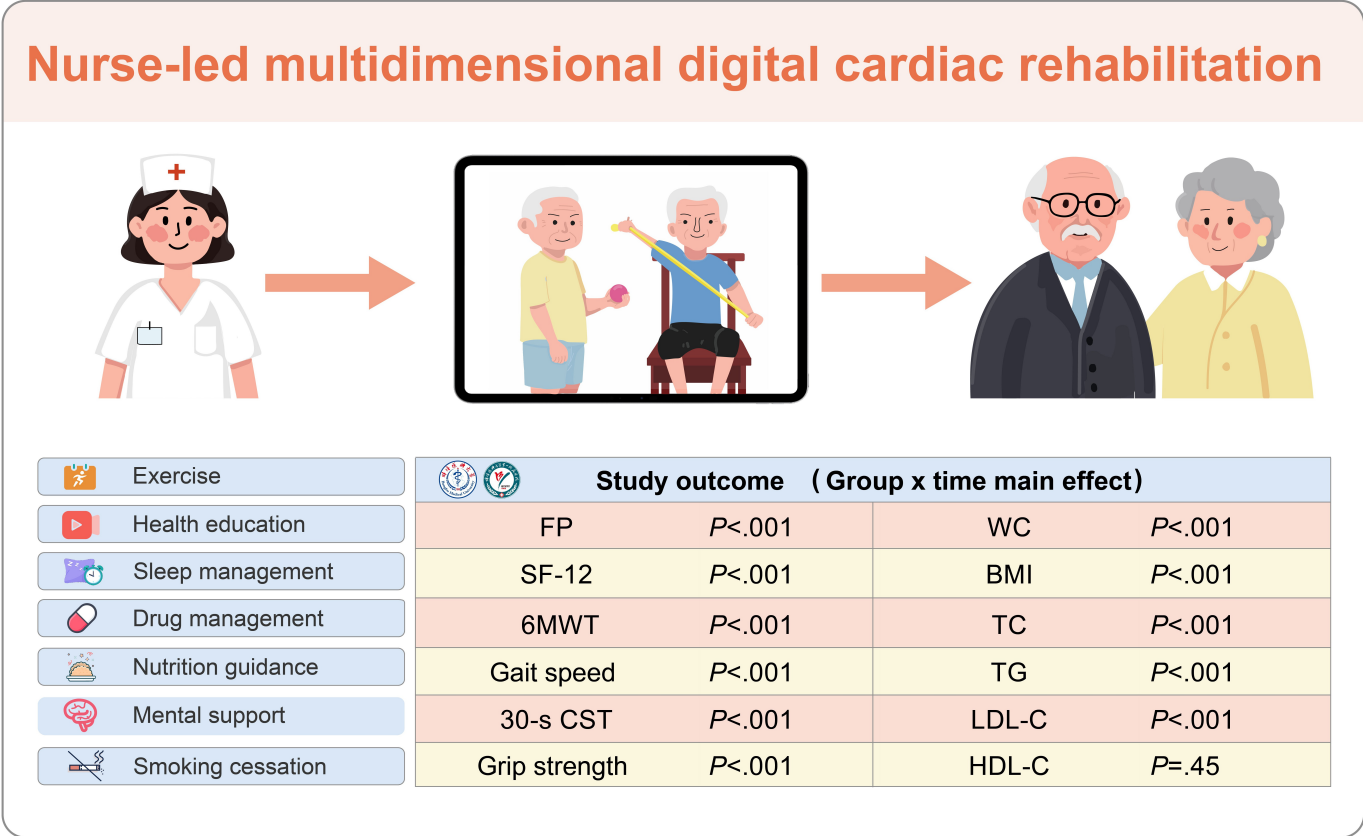 Nurse-led multidimensional digital cardiac rehabilitation
Exercise
Health education
Sleep management
Drug management
Nutrition guidance
Mental support
Smoking cessation
Study outcome （Group x time main effect）
FP P<.001 WC P<.001
SF-12 P<.001 BMI P<.001
6MWT P<.001 TC P<.001
Gait speed P<.001 TG P<.001
30-s CST P<.001 LDL-C P<.001
Grip strength P<.001 HDL-C P=.45